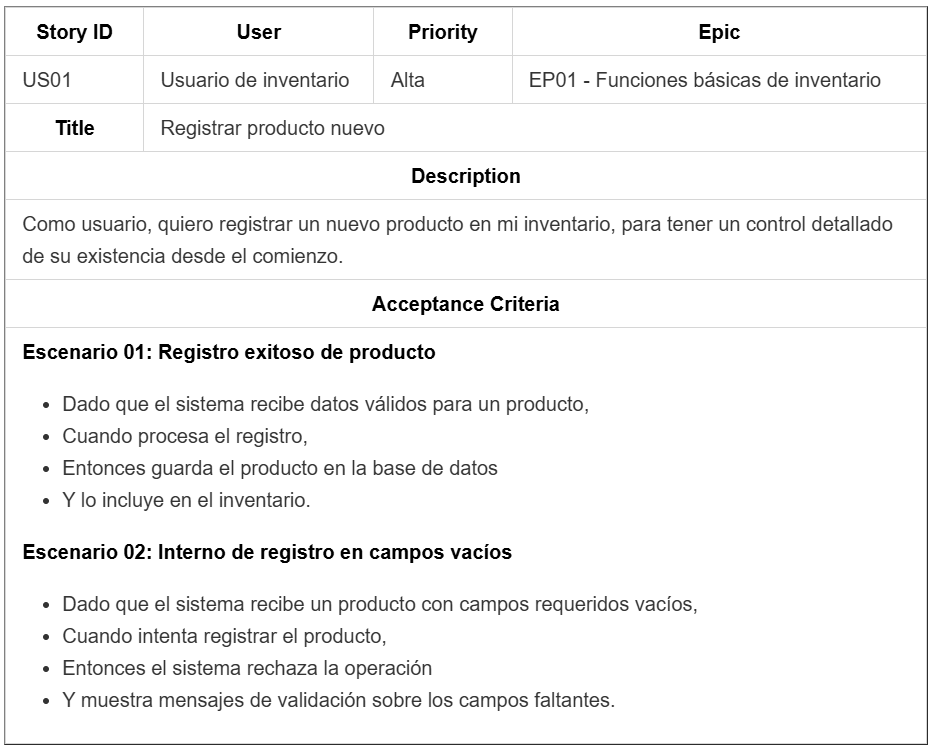 Story ID User Priority Epic
US01 Usuario de inventario Alta EP01 - Funciones básicas de inventario
Title Registrar producto nuevo
Description
Como usuario, quiero registrar un nuevo producto en mi inventario, para tener un control detallado
de su existencia desde el comienzo.
Acceptance Criteria
Escenario 01: Registro exitoso de producto
• Dado que el sistema recibe datos válidos para un producto,
• Cuando procesa el registro,
• Entonces guarda el producto en la base de datos
• Y lo incluye en el inventario.
Escenario 02: Interno de registro en campos vacíos
• Dado que el sistema recibe un producto con campos requeridos vacíos,
• Cuando intenta registrar el producto,
• Entonces el sistema rechaza la operación
• Y muestra mensajes de validación sobre los campos faltantes.